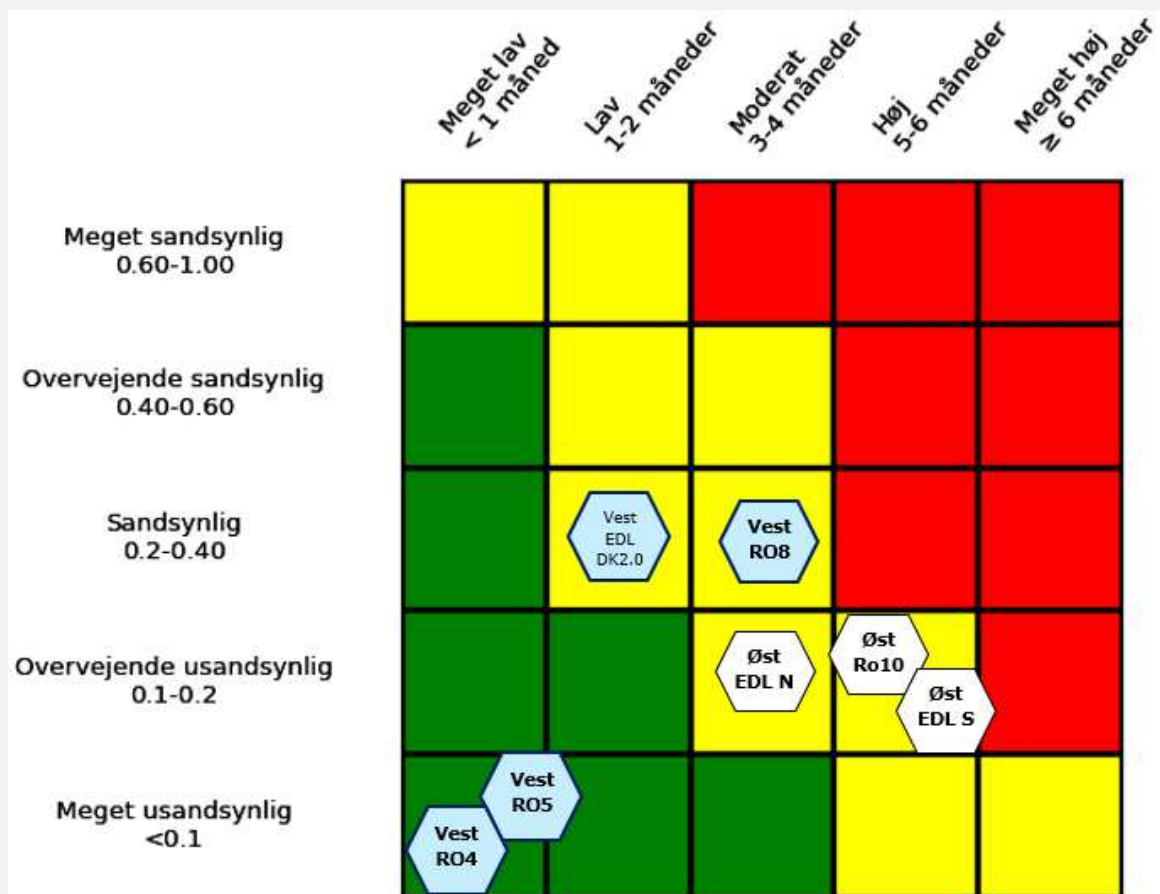 Meget lav
< 1 måned
Lav
1-2 måneder
Moderat
3-4 måneder
Høj
5-6 måneder
Meget høj
≥ 6 måneder
Meget sandsynlig
0.60-1.00
Overvejende sandsynlig
0.40-0.60
Sandsynlig
0.2-0.40
Vest
EDL
DK2.0
Vest
RO8
Overvejende usandsynlig
0.1-0.2
Øst
EDL N
Øst
Ro10
Øst
EDL S
Meget usandsynlig
<0.1
Vest
RO5
Vest
RO4